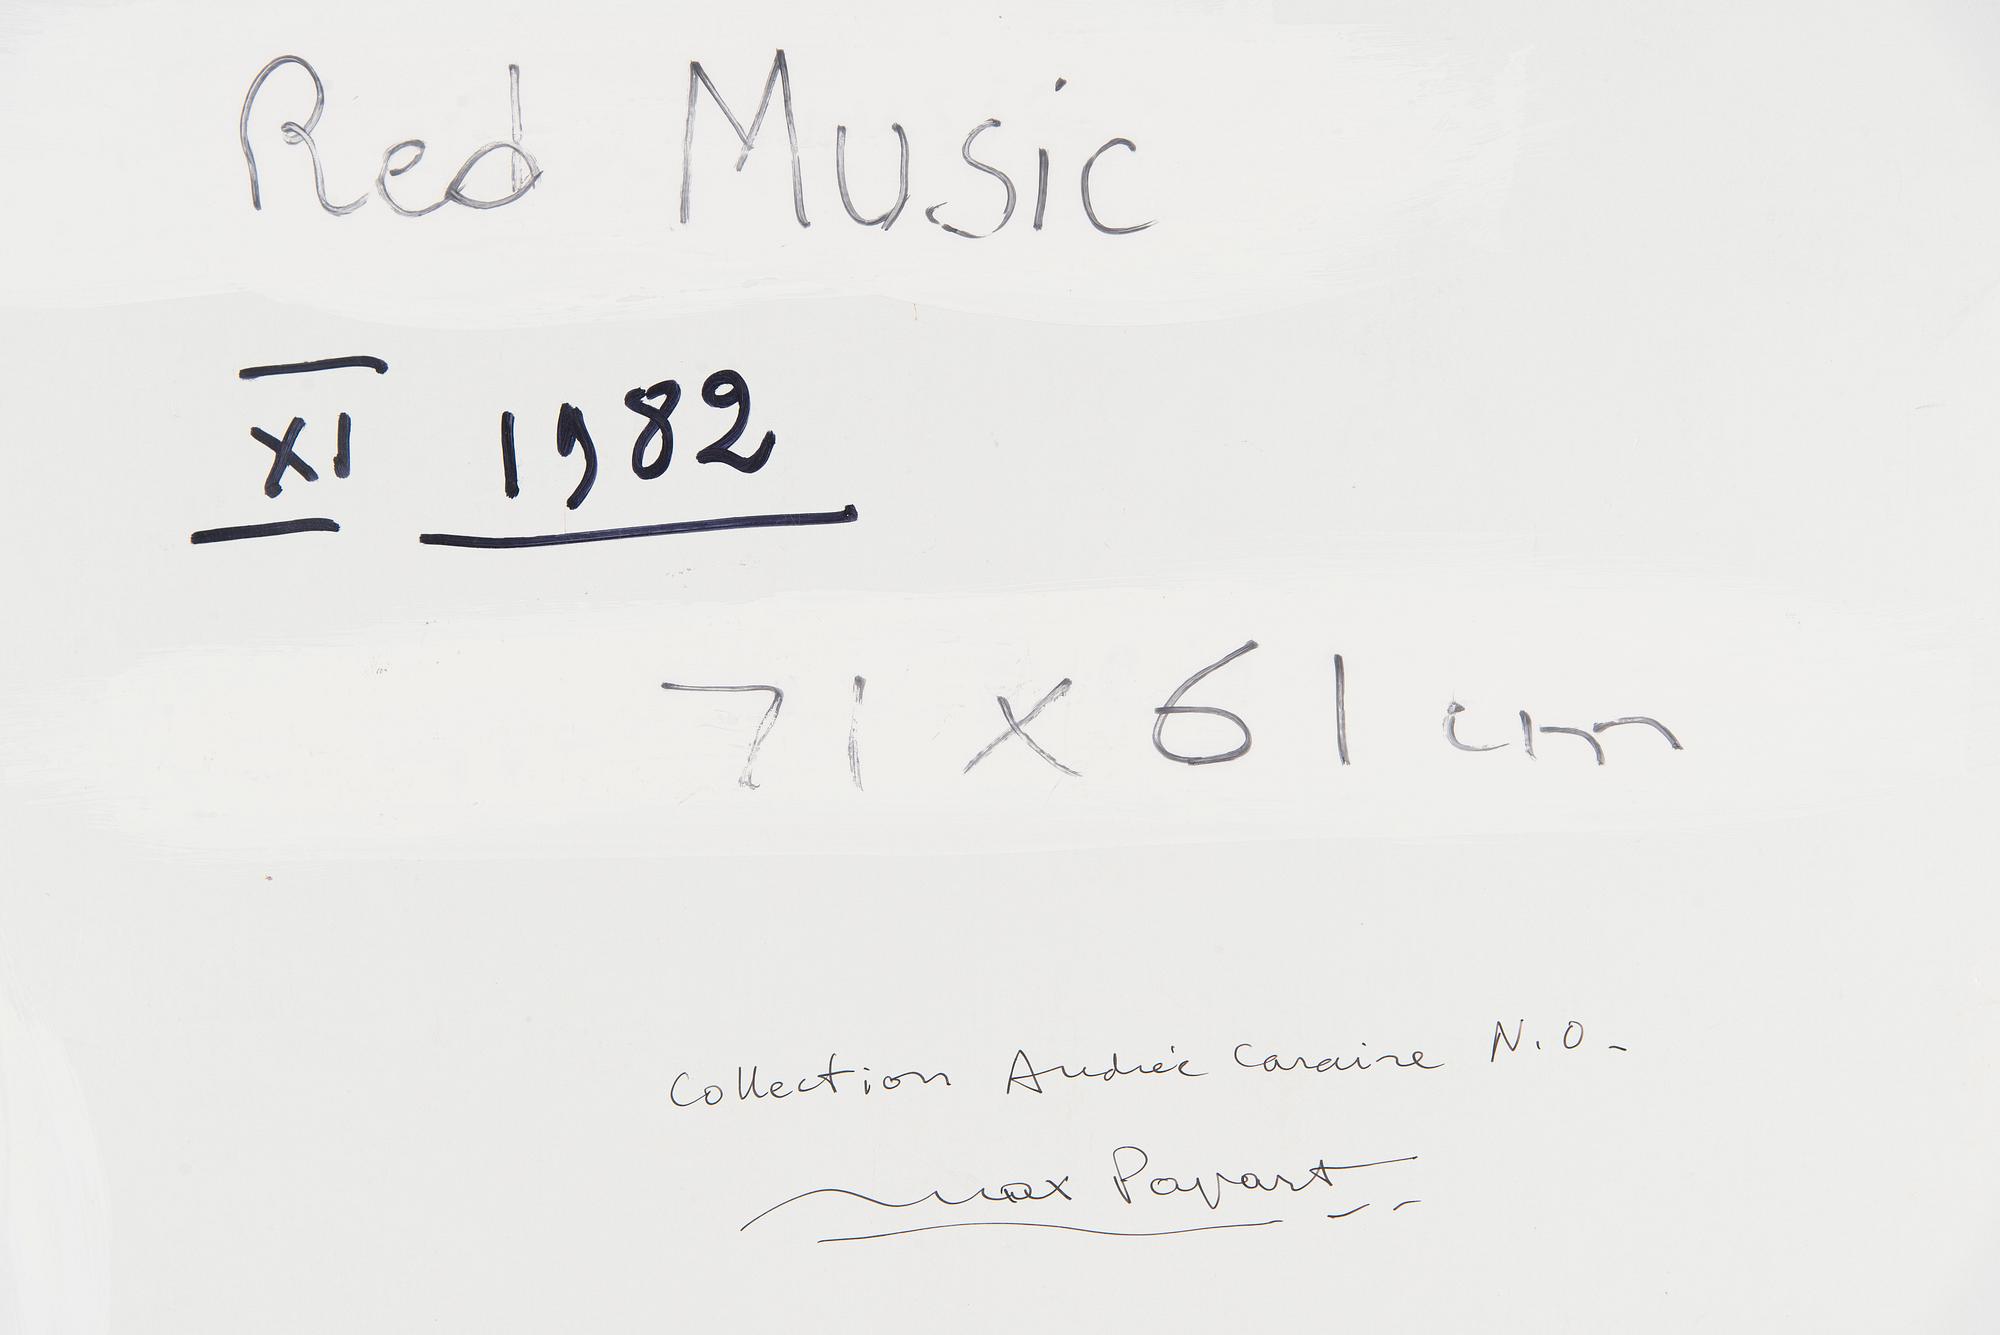 Red Music
XI 1982
71 x 61 cm
Collection Andrée Caraire N.O.
Max Papart